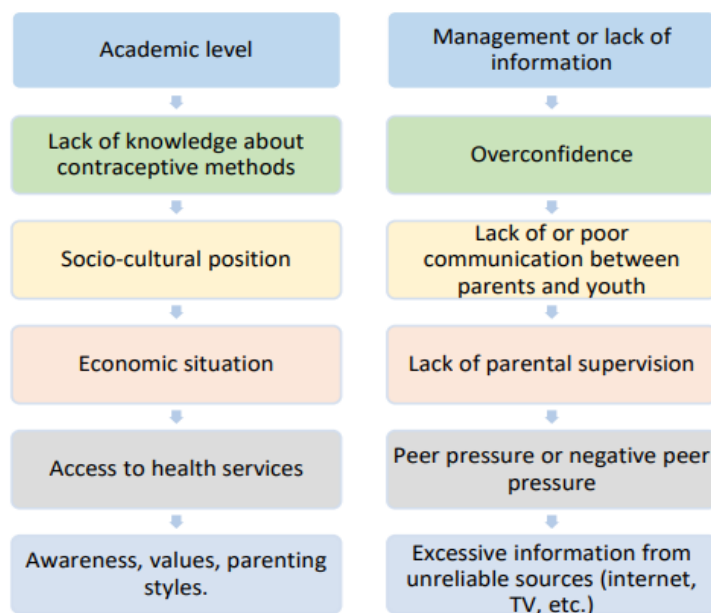 Academic level
Lack of knowledge about
contraceptive methods
Socio-cultural position
Economic situation
Access to health services
Awareness, values, parenting
styles.
Management or lack of
information
Overconfidence
Lack of or poor
communication between
parents and youth
Lack of parental supervision
Peer pressure or negative peer
pressure
Excessive information from
unreliable sources (internet,
TV, etc.)